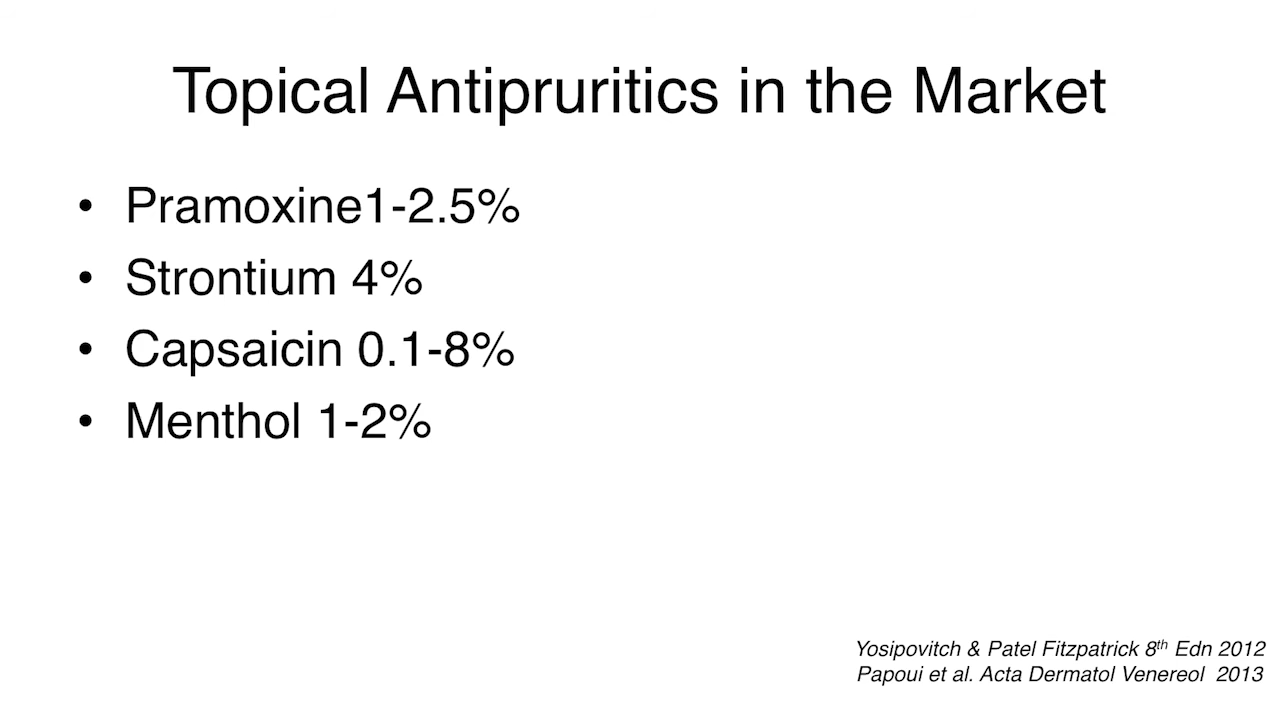 Topical Antipruritics in the Market
• Pramoxine1-2.5%
• Strontium 4%
• Capsaicin 0.1-8%
• Menthol 1-2%
Yosipovitch & Patel Fitzpatrick 8th Edn 2012
Papoui et al. Acta Dermatol Venereol 2013